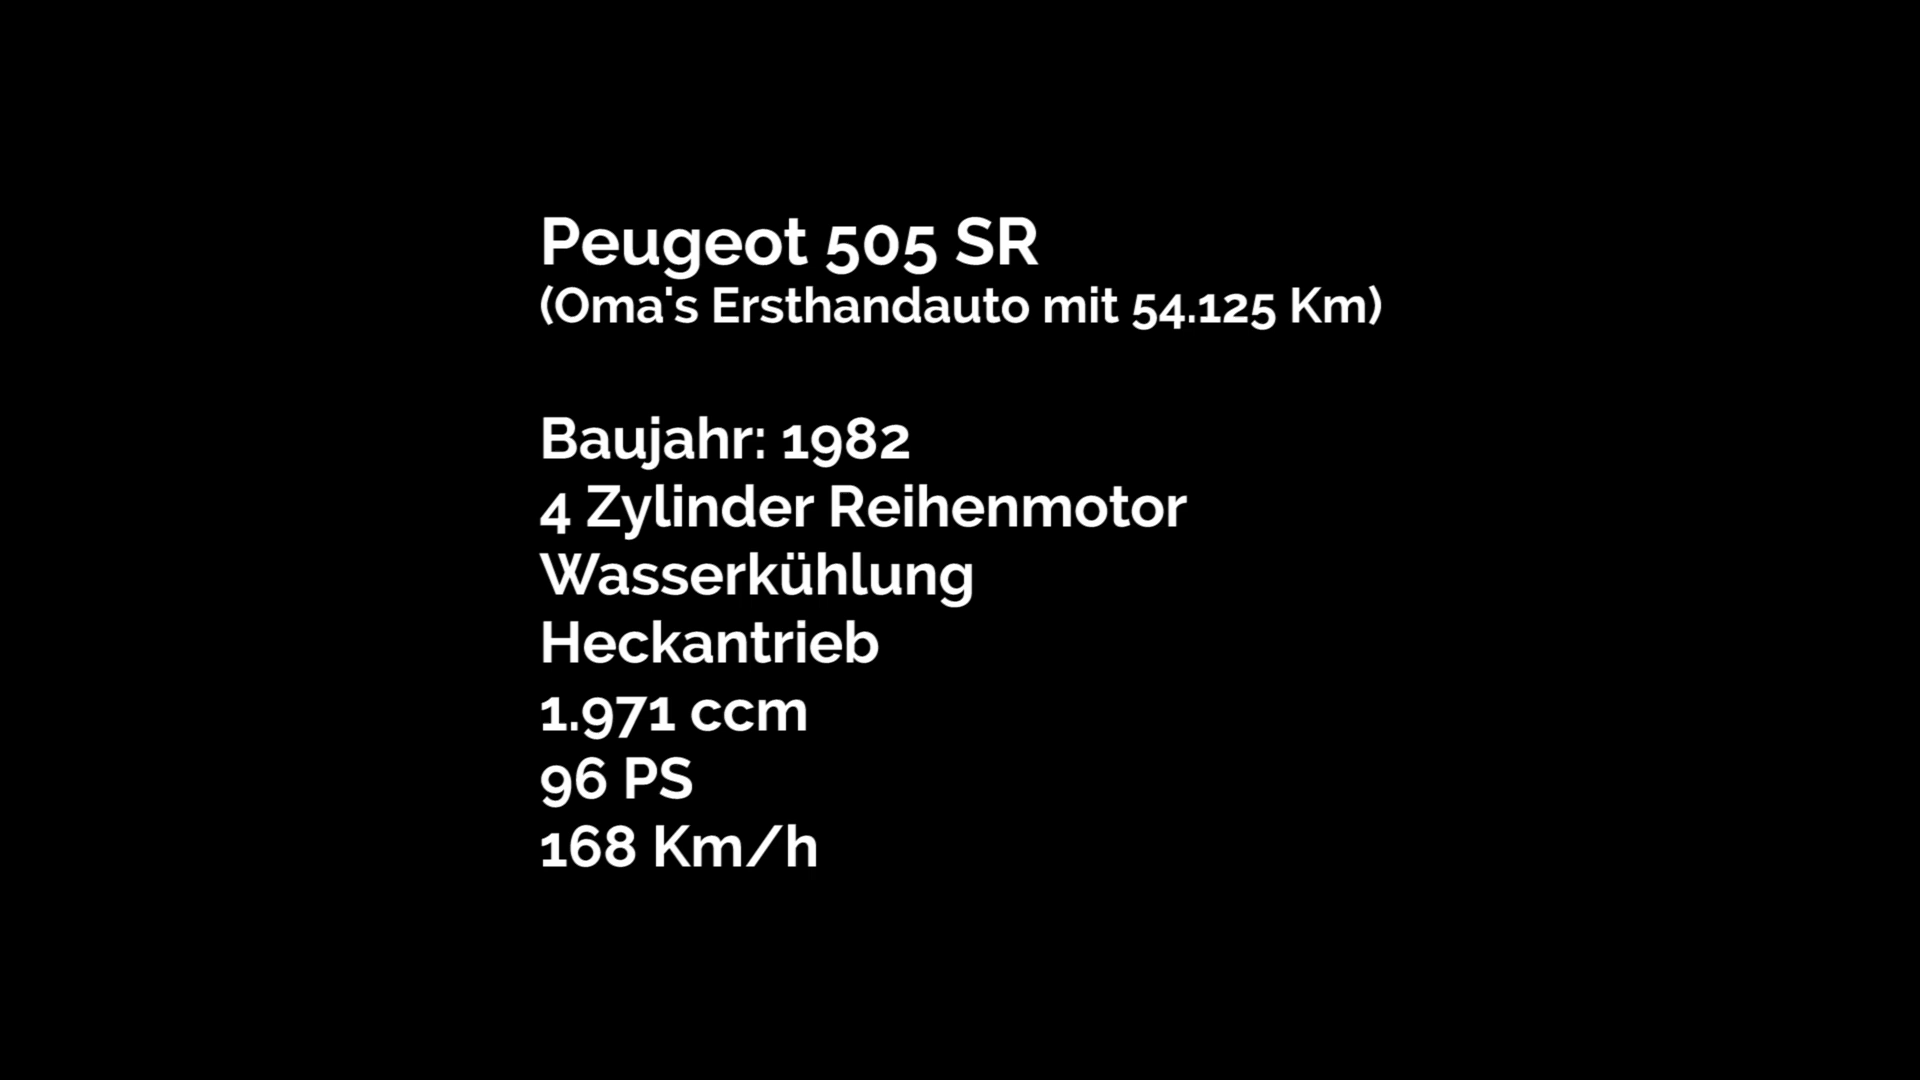 Peugeot 505 SR
(Oma's Ersthandauto mit 54.125 Km)
Baujahr: 1982
4 Zylinder Reihenmotor
Wasserkühlung
Heckantrieb
1.971 ccm
96 PS
168 Km/h